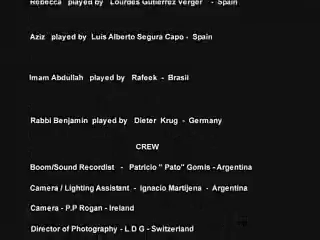 Rebecca played by Lourdes Gutierrez Verger - Spain
Aziz played by Luis Alberto Segura Capo - Spain
Imam Abdullah played by Rafeek - Brasil
Rabbi Benjamin played by Dieter Krug - Germany
CREW
Boom/Sound Recordist - Patricio " Pato" Gomis - Argentina
Camera / Lighting Assistant - ignacio Martijena - Argentina
Camera - P.P Rogan - Ireland
Director of Photography - L D G - Switzerland